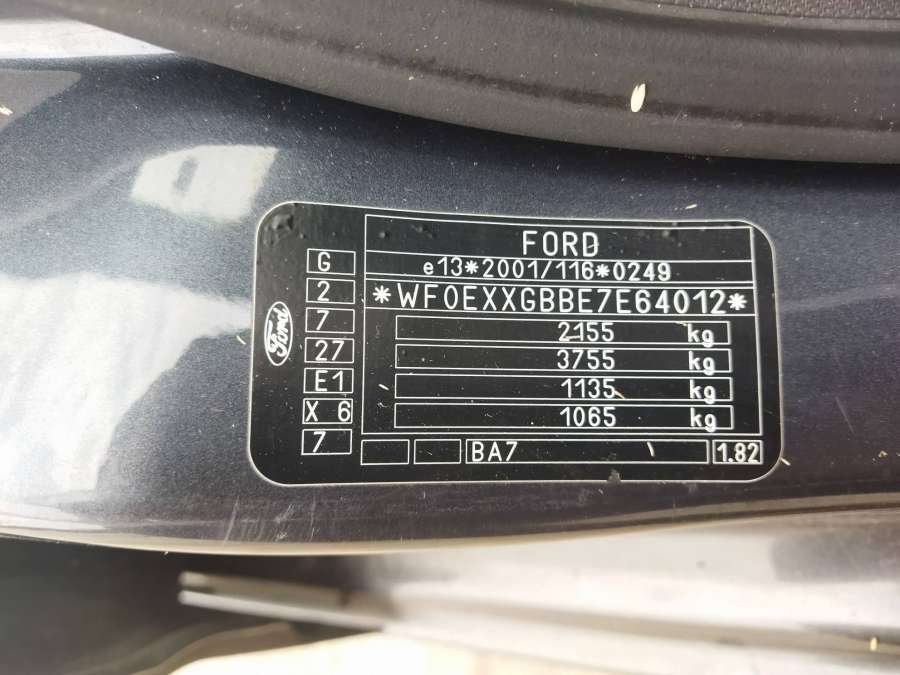 FORD
e13*2001/116*0249
*WF0EXXGBBE7E64012*
2155 kg
3755 kg
1135 kg
1065 kg
BA7 1.82
G
2
7
27
E1
X 6
7
Ford